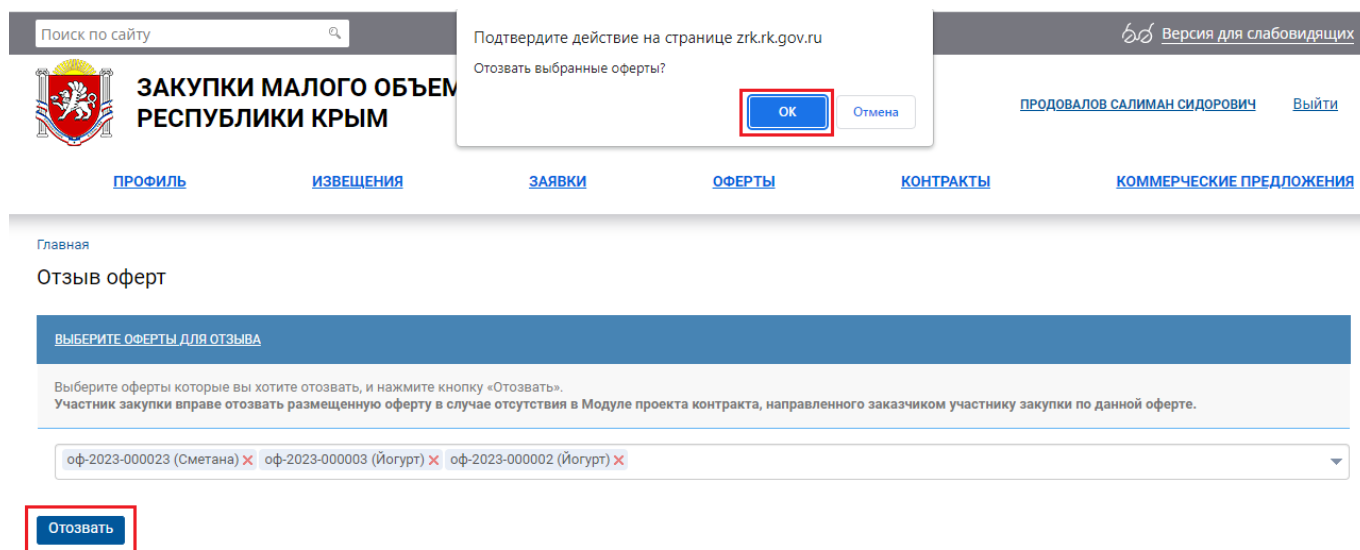 Поиск по сайту
Подтвердите действие на странице zrk.rk.gov.ru
Отозвать выбранные оферты?
ОК
Отмена
Версия для слабовидящих
ЗАКУПКИ МАЛОГО ОБЪЕМ
РЕСПУБЛИКИ КРЫМ
ПРОДОВАЛОВ САЛИМАН СИДОРОВИЧ
Выйти
ПРОФИЛЬ
ИЗВЕЩЕНИЯ
ЗАЯВКИ
ОФЕРТЫ
КОНТРАКТЫ
КОММЕРЧЕСКИЕ ПРЕДЛОЖЕНИЯ
Главная
Отзыв оферт
ВЫБЕРИТЕ ОФЕРТЫ ДЛЯ ОТЗЫВА
Выберите оферты которые вы хотите отозвать, и нажмите кнопку «Отозвать».
Участник закупки вправе отозвать размещенную оферту в случае отсутствия в Модуле проекта контракта, направленного заказчиком участнику закупки по данной оферте.
оф-2023-000023 (Сметана) оф-2023-000003 (Йогурт) оф-2023-000002 (Йогурт)
Отозвать